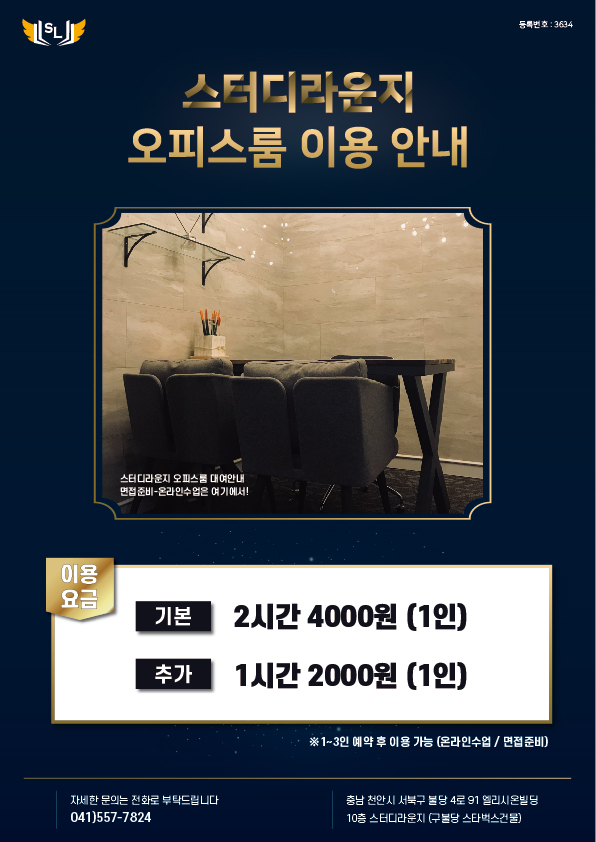 SL
등록번호 : 3634
스터디라운지
오피스룸 이용 안내
스터디라운지 오피스룸 대여안내
면접준비-온라인수업은 여기에서!
이용
요금
기본 2시간 4000원 (1인)
추가 1시간 2000원 (1인)
※1~3인 예약 후 이용 가능 (온라인수업 / 면접준비)
자세한 문의는 전화로 부탁드립니다
041)557-7824
충남 천안시 서북구 불당 4로 91 엘리시온빌딩
10층 스터디라운지 (구불당 스타벅스건물)